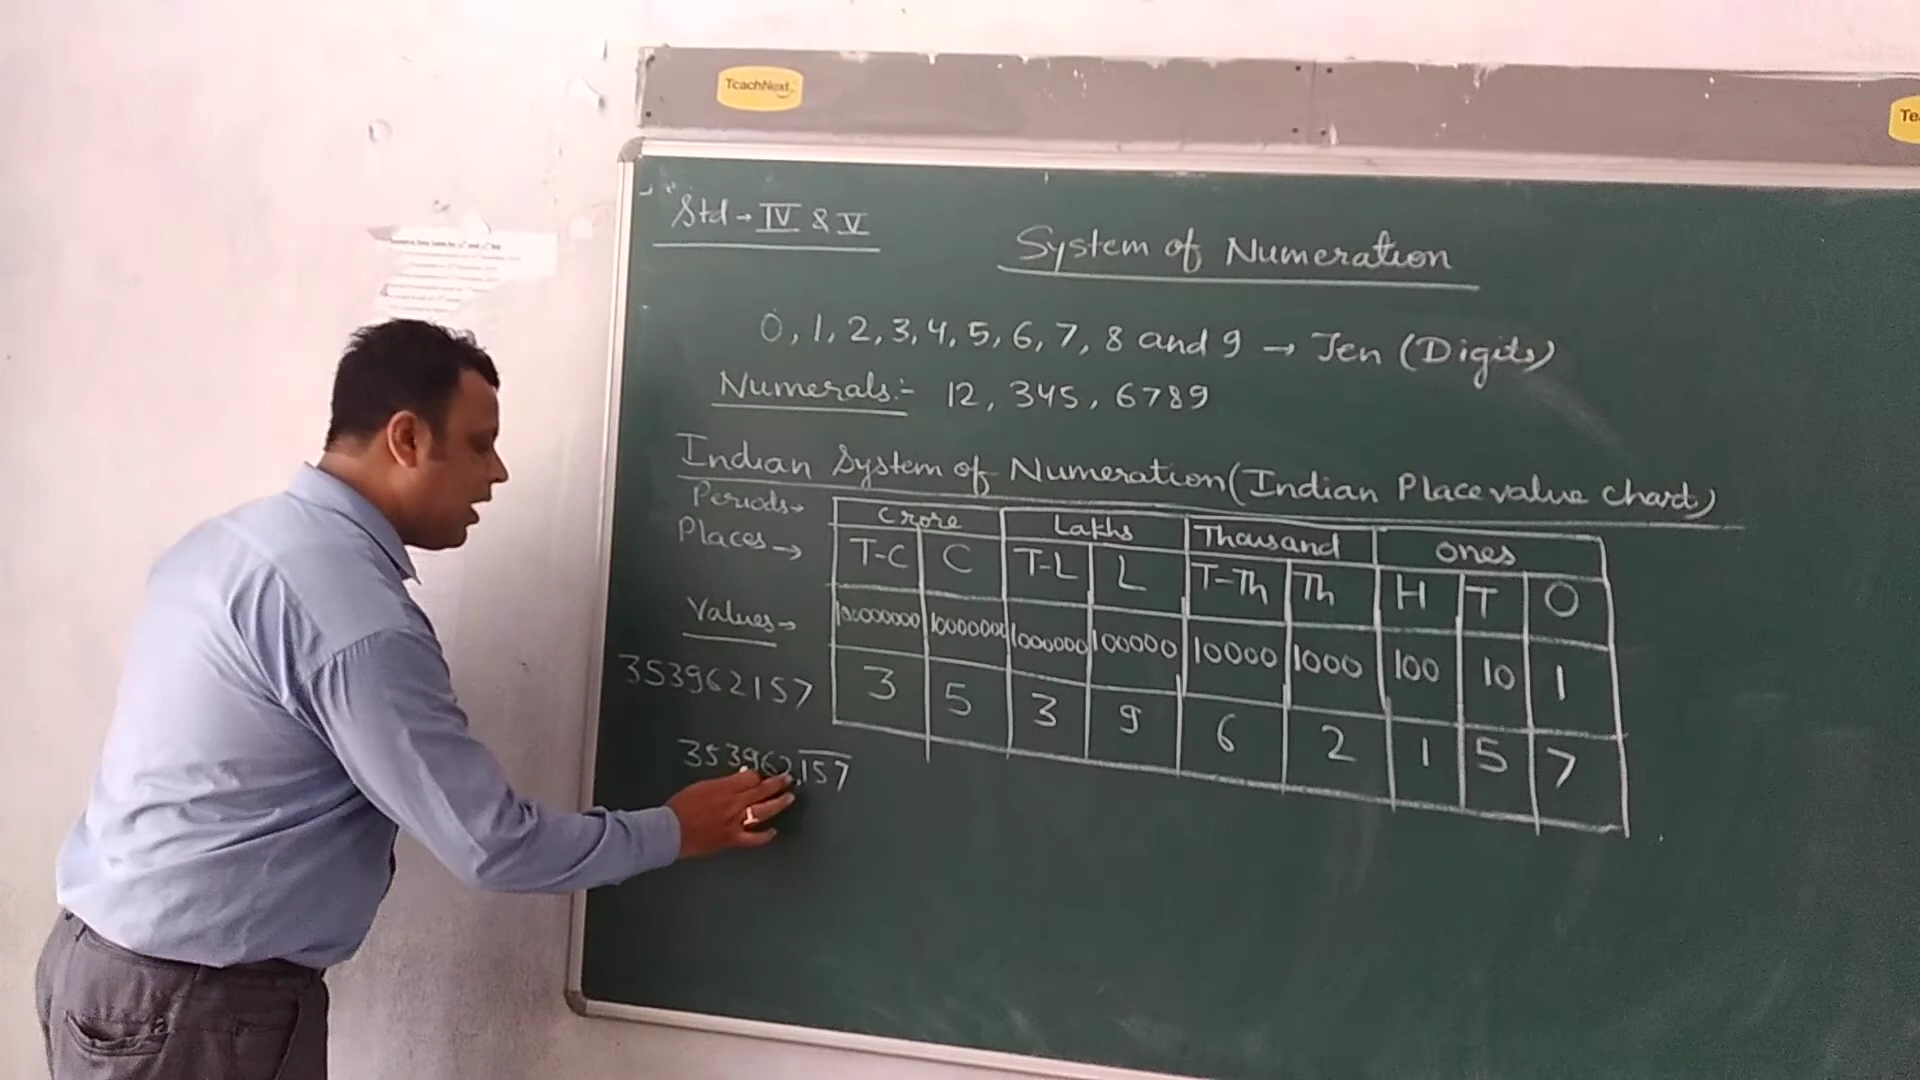 TeachNext
Std → IV & V
System of Numeration
0, 1, 2, 3, 4, 5, 6, 7, 8 and 9 → Ten (Digits)
Numerals:- 12, 345, 6789
Indian System of Numeration (Indian Place value chart)
Periods→ Crore Lakhs Thousand Ones
Places → T-C C T-L L T-Th Th H T O
Values → 100000000 10000000 1000000 100000 10000 1000 100 10 1
353962157 3 5 3 9 6 2 1 5 7
353962,157